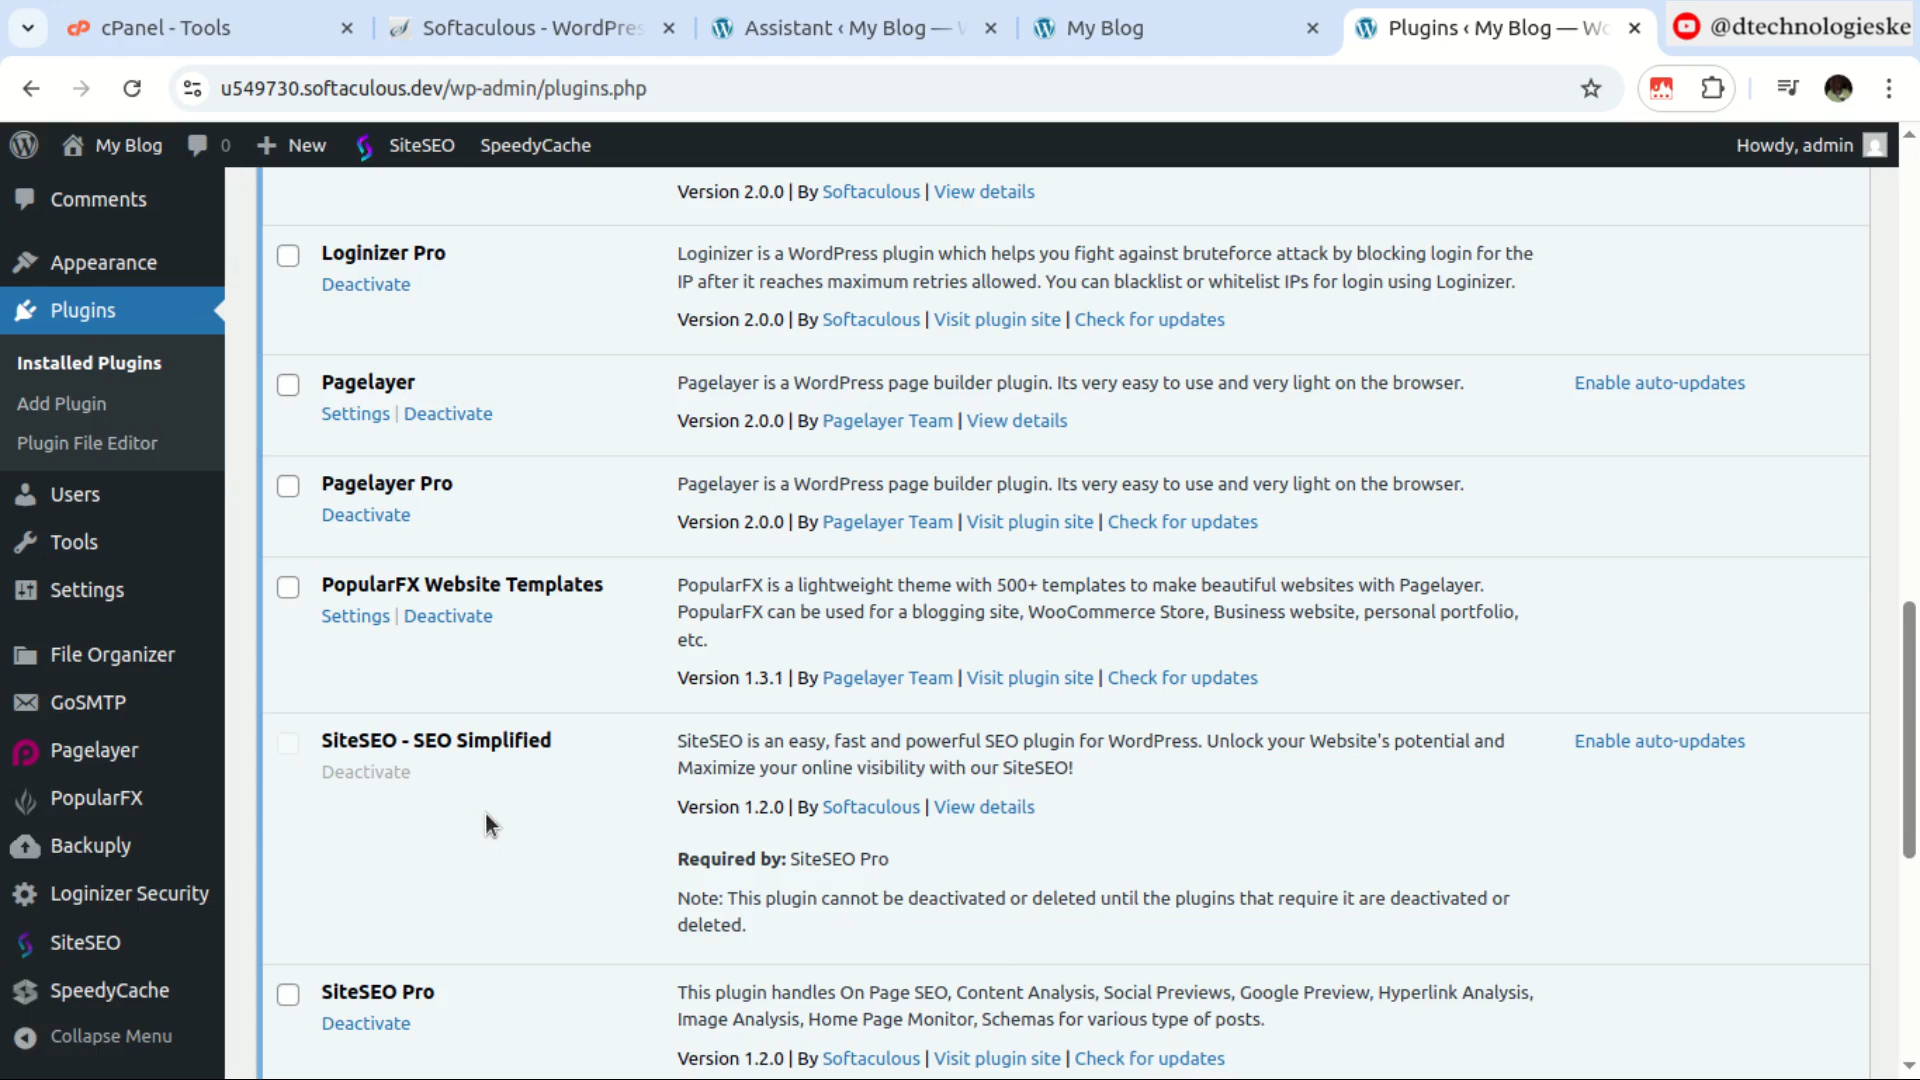 cPanel - Tools
Softaculous - WordPres
Assistant ‹ My Blog — W
My Blog
Plugins ‹ My Blog — Wo
@dtechnologieske
u549730.softaculous.dev/wp-admin/plugins.php
My Blog
0
New
SiteSEO
SpeedyCache
Howdy, admin
Comments
Appearance
Plugins
Installed Plugins
Add Plugin
Plugin File Editor
Users
Tools
Settings
File Organizer
GoSMTP
Pagelayer
PopularFX
Backuply
Loginizer Security
SiteSEO
SpeedyCache
Collapse Menu
Version 2.0.0 | By Softaculous | View details
Loginizer Pro
Deactivate
Loginizer is a WordPress plugin which helps you fight against bruteforce attack by blocking login for the
IP after it reaches maximum retries allowed. You can blacklist or whitelist IPs for login using Loginizer.
Version 2.0.0 | By Softaculous | Visit plugin site | Check for updates
Pagelayer
Settings | Deactivate
Pagelayer is a WordPress page builder plugin. Its very easy to use and very light on the browser.
Version 2.0.0 | By Pagelayer Team | View details
Enable auto-updates
Pagelayer Pro
Deactivate
Pagelayer is a WordPress page builder plugin. Its very easy to use and very light on the browser.
Version 2.0.0 | By Pagelayer Team | Visit plugin site | Check for updates
PopularFX Website Templates
Settings | Deactivate
PopularFX is a lightweight theme with 500+ templates to make beautiful websites with Pagelayer.
PopularFX can be used for a blogging site, WooCommerce Store, Business website, personal portfolio,
etc.
Version 1.3.1 | By Pagelayer Team | Visit plugin site | Check for updates
SiteSEO - SEO Simplified
Deactivate
SiteSEO is an easy, fast and powerful SEO plugin for WordPress. Unlock your Website's potential and
Maximize your online visibility with our SiteSEO!
Version 1.2.0 | By Softaculous | View details
Required by: SiteSEO Pro
Note: This plugin cannot be deactivated or deleted until the plugins that require it are deactivated or
deleted.
Enable auto-updates
SiteSEO Pro
Deactivate
This plugin handles On Page SEO, Content Analysis, Social Previews, Google Preview, Hyperlink Analysis,
Image Analysis, Home Page Monitor, Schemas for various type of posts.
Version 1.2.0 | By Softaculous | Visit plugin site | Check for updates